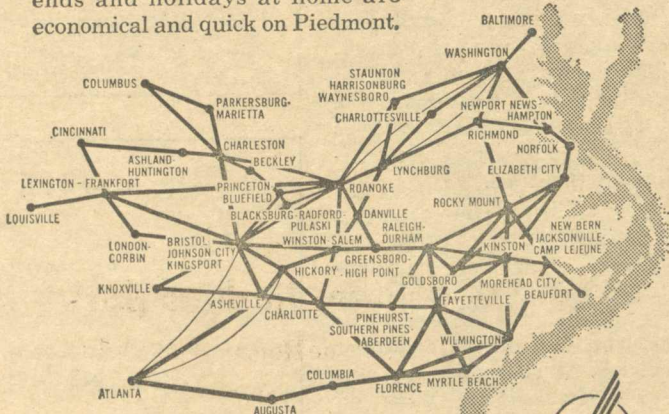 ends and holidays at home are
economical and quick on Piedmont.
BALTIMORE
WASHINGTON
STAUNTON
HARRISONBURG
WAYNESBORO
COLUMBUS
PARKERSBURG-
MARIETTA
CHARLOTTESVILLE
NEWPORT NEWS-
HAMPTON
RICHMOND
CINCINNATI
CHARLESTON
NORFOLK
ASHLAND-
HUNTINGTON
BECKLEY
LYNCHBURG
ELIZABETH CITY
LEXINGTON-FRANKFORT
PRINCETON
BLUEFIELD
ROANOKE
ROCKY MOUNT
LOUISVILLE
BLACKSBURG-RADFORD-
PULASKI
DANVILLE
NEW BERN
JACKSONVILLE-
CAMP LEJEUNE
LONDON-
CORBIN
BRISTOL
JOHNSON CITY
KINGSPORT
WINSTON-SALEM
RALEIGH-
DURHAM
KINSTON
GREENSBORO-
HIGH POINT
HICKORY
GOLDSBORO
MOREHEAD CITY-
BEAUFORT
KNOXVILLE
ASHEVILLE
CHARLOTTE
FAYETTEVILLE
PINEHURST-
SOUTHERN PINES-
ABERDEEN
WILMINGTON
ATLANTA
COLUMBIA
FLORENCE
MYRTLE BEACH
AUGUSTA